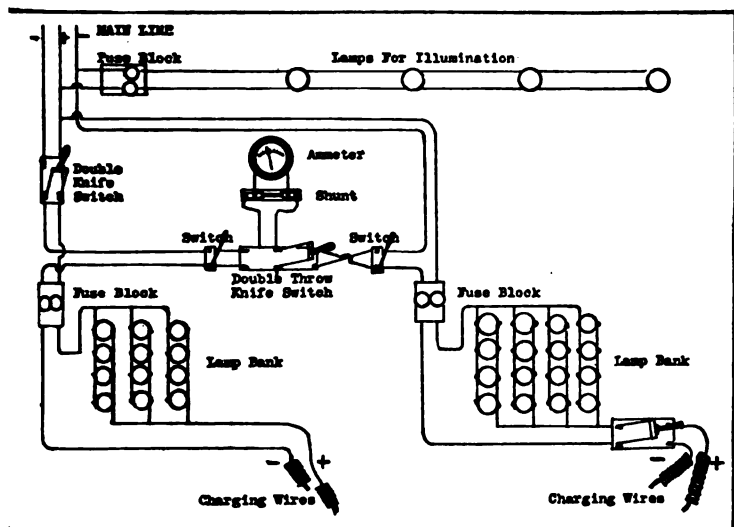 - + - MAIN LINE
Fuse Block
Lamps For Illumination
Ammeter
Shunt
Double
Knife
Switch
Switch
Switch
Double Throw
Knife Switch
Fuse Block
Fuse Block
Lamp Bank
Lamp Bank
- +
Charging Wires
- +
Charging Wires